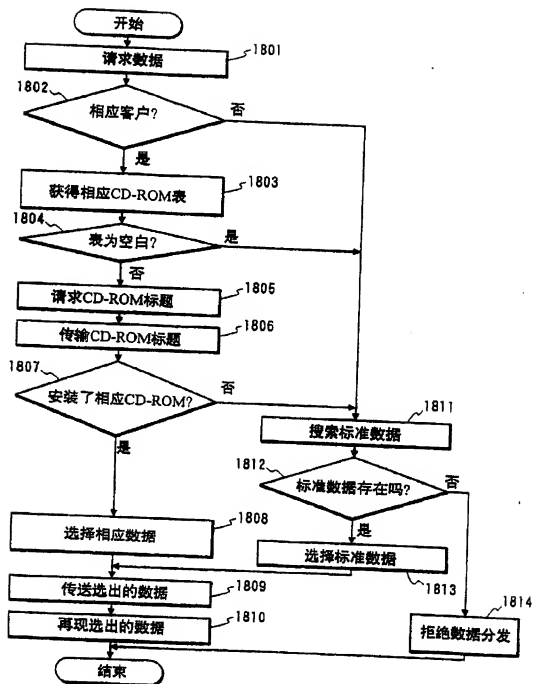 开始
请求数据
1801
1802
相应客户?
否
是
获得相应CD-ROM表
1803
1804
表为空白?
是
否
请求CD-ROM标题
1805
传输CD-ROM标题
1806
1807
安装了相应CD-ROM?
否
是
1811
搜索标准数据
1812
标准数据存在吗?
否
是
选择相应数据
1808
选择标准数据
1813
传送选出的数据
1809
再现选出的数据
1810
1814
拒绝数据分发
结束